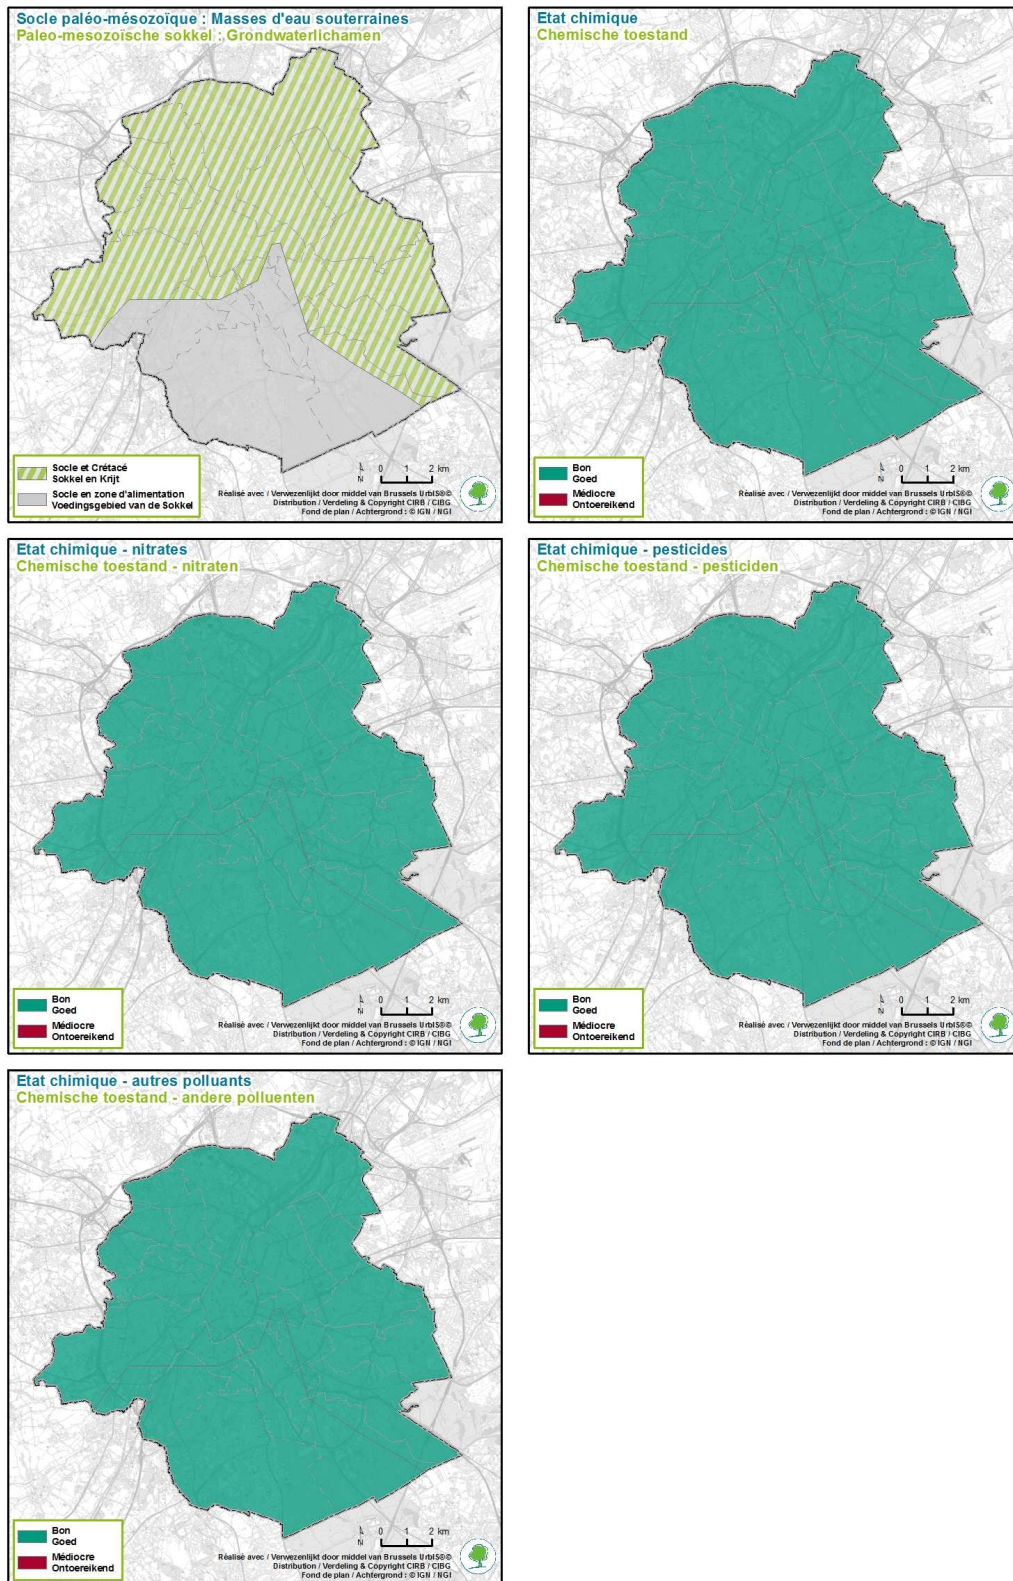 Socle paléo-mésozoïque : Masses d'eau souterraines
Paleo-mesozoïsche sokkel : Grondwaterlichamen
Socle et Crétacé
Sokkel en Krijt
Socle en zone d'alimentation
Voedingsgebied van de Sokkel
N
0 1 2 km
Réalisé avec / Verwezenlijkt door middel van Brussels UrbIS®©
Distribution / Verdeling & Copyright CIRB / CIBG
Fond de plan / Achtergrond : © IGN / NGI
Etat chimique
Chemische toestand
Bon
Goed
Médiocre
Ontoereikend
N
0 1 2 km
Réalisé avec / Verwezenlijkt door middel van Brussels UrbIS®©
Distribution / Verdeling & Copyright CIRB / CIBG
Fond de plan / Achtergrond : © IGN / NGI
Etat chimique - nitrates
Chemische toestand - nitraten
Bon
Goed
Médiocre
Ontoereikend
N
0 1 2 km
Réalisé avec / Verwezenlijkt door middel van Brussels UrbIS®©
Distribution / Verdeling & Copyright CIRB / CIBG
Fond de plan / Achtergrond : © IGN / NGI
Etat chimique - pesticides
Chemische toestand - pesticiden
Bon
Goed
Médiocre
Ontoereikend
N
0 1 2 km
Réalisé avec / Verwezenlijkt door middel van Brussels UrbIS®©
Distribution / Verdeling & Copyright CIRB / CIBG
Fond de plan / Achtergrond : © IGN / NGI
Etat chimique - autres polluants
Chemische toestand - andere polluenten
Bon
Goed
Médiocre
Ontoereikend
N
0 1 2 km
Réalisé avec / Verwezenlijkt door middel van Brussels UrbIS®©
Distribution / Verdeling & Copyright CIRB / CIBG
Fond de plan / Achtergrond : © IGN / NGI